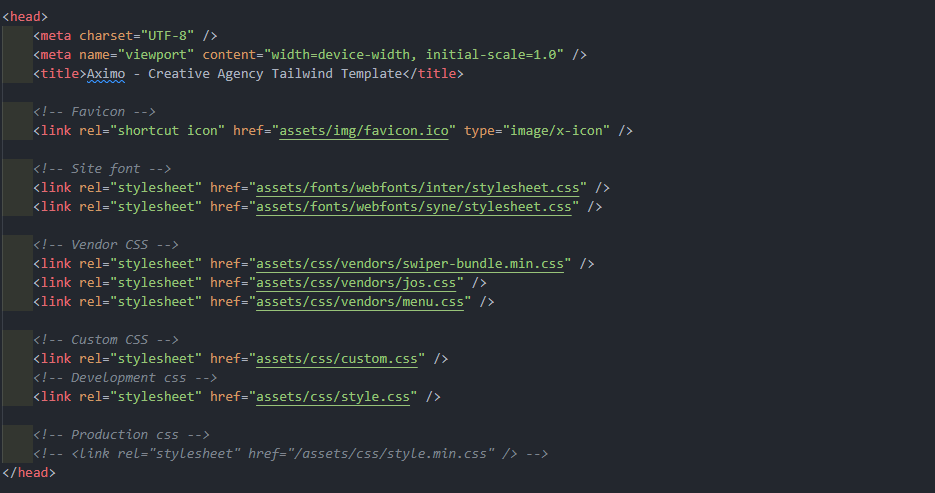 <head>
<meta charset="UTF-8" />
<meta name="viewport" content="width=device-width, initial-scale=1.0" />
<title>Aximo - Creative Agency Tailwind Template</title>
<!-- Favicon -->
<link rel="shortcut icon" href="assets/img/favicon.ico" type="image/x-icon" />
<!-- Site font -->
<link rel="stylesheet" href="assets/fonts/webfonts/inter/stylesheet.css" />
<link rel="stylesheet" href="assets/fonts/webfonts/syne/stylesheet.css" />
<!-- Vendor CSS -->
<link rel="stylesheet" href="assets/css/vendors/swiper-bundle.min.css" />
<link rel="stylesheet" href="assets/css/vendors/jos.css" />
<link rel="stylesheet" href="assets/css/vendors/menu.css" />
<!-- Custom CSS -->
<link rel="stylesheet" href="assets/css/custom.css" />
<!-- Development css -->
<link rel="stylesheet" href="assets/css/style.css" />
<!-- Production css -->
<!-- <link rel="stylesheet" href="/assets/css/style.min.css" /> -->
</head>